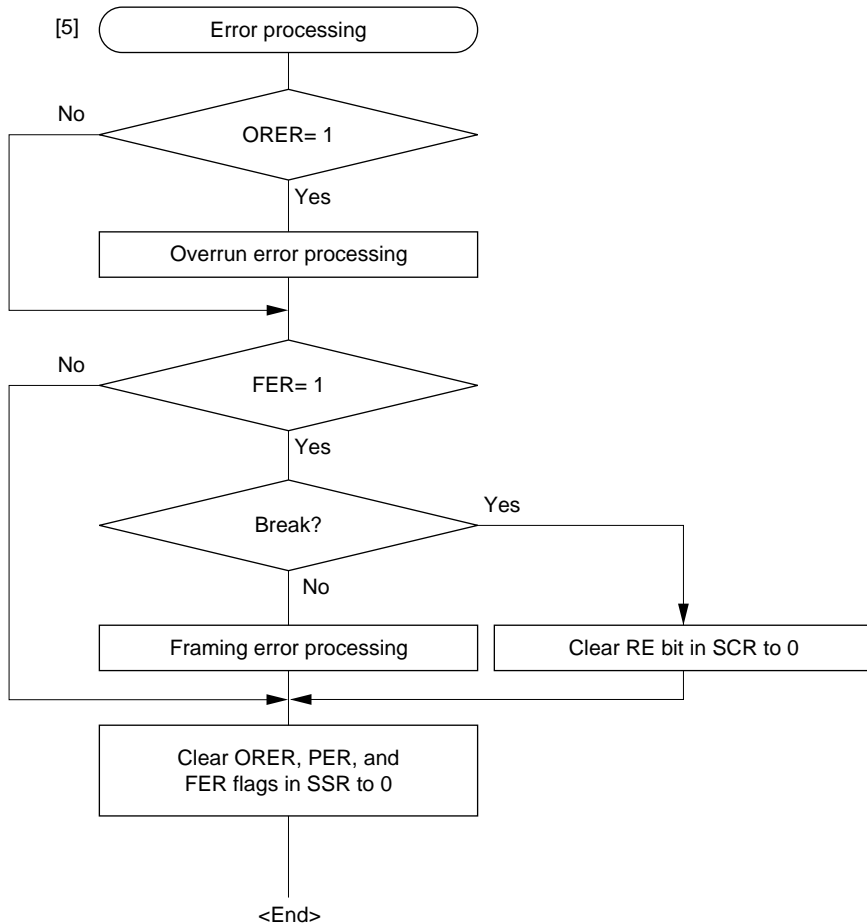 [5]
Error processing
No
ORER= 1
Yes
Overrun error processing
No
FER= 1
Yes
Break?
Yes
No
Framing error processing
Clear RE bit in SCR to 0
Clear ORER, PER, and
FER flags in SSR to 0
<End>